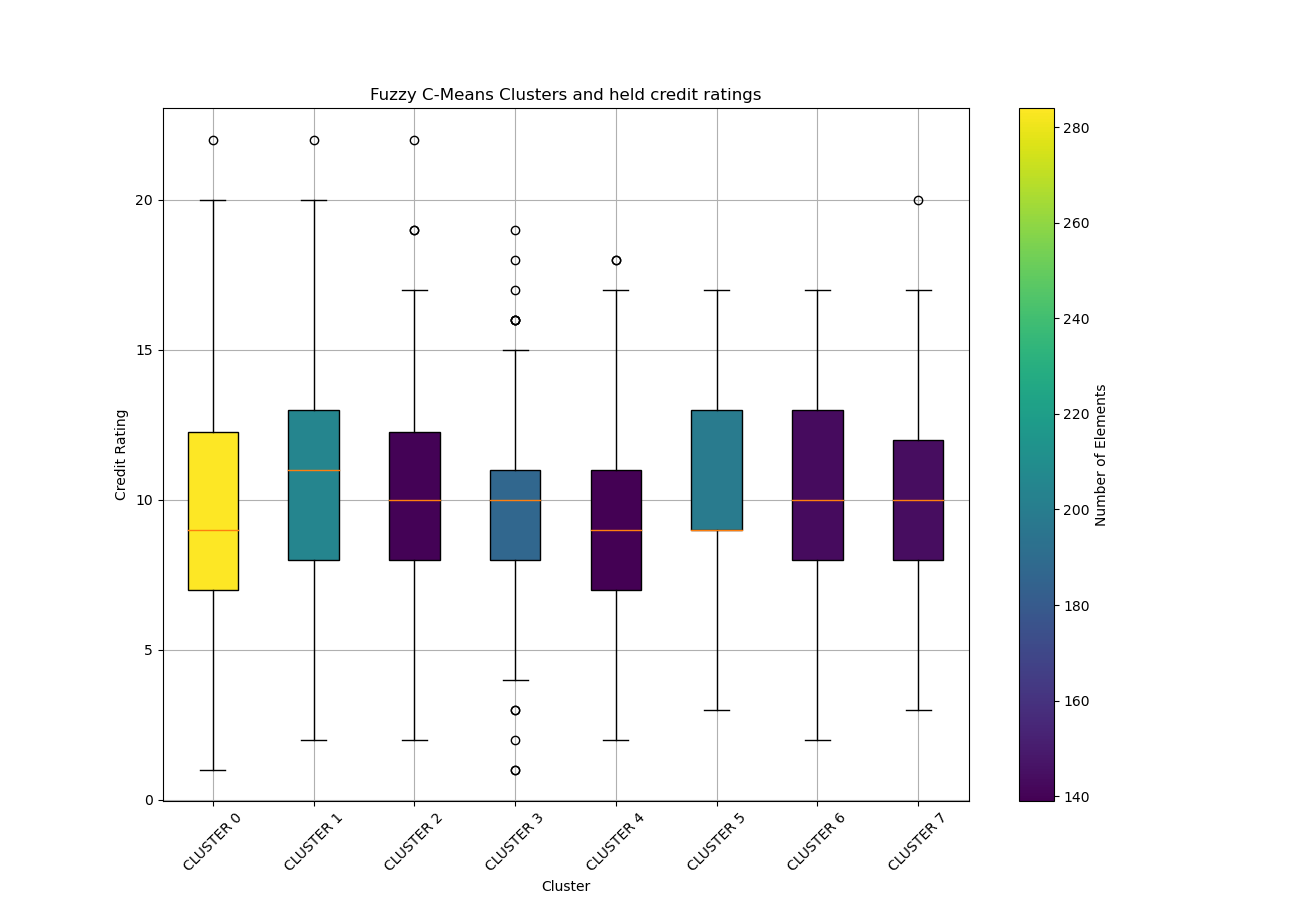 Fuzzy C-Means Clusters and held credit ratings
Credit Rating
20
15
10
5
0
CLUSTER 0
CLUSTER 1
CLUSTER 2
CLUSTER 3
CLUSTER 4
CLUSTER 5
CLUSTER 6
CLUSTER 7
Cluster
280
260
240
220
200
180
160
140
Number of Elements